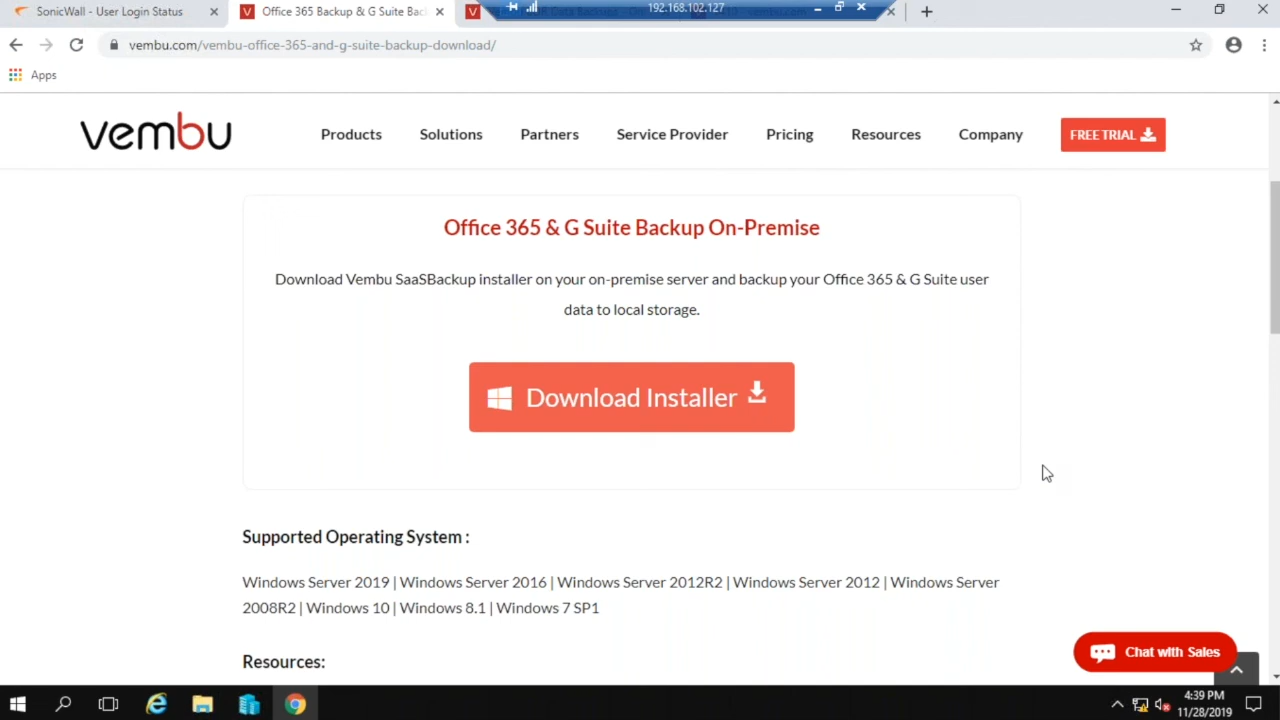 SonicWall - User Login Status
Office 365 Backup & G Suite Bac
192.168.102.127
vembu.com/vembu-office-365-and-g-suite-backup-download/
Apps
vembu
Products
Solutions
Partners
Service Provider
Pricing
Resources
Company
FREE TRIAL
Office 365 & G Suite Backup On-Premise
Download Vembu SaaSBackup installer on your on-premise server and backup your Office 365 & G Suite user
data to local storage.
Download Installer
Supported Operating System :
Windows Server 2019 | Windows Server 2016 | Windows Server 2012R2 | Windows Server 2012 | Windows Server
2008R2 | Windows 10 | Windows 8.1 | Windows 7 SP1
Resources:
Chat with Sales
4:39 PM
11/28/2019